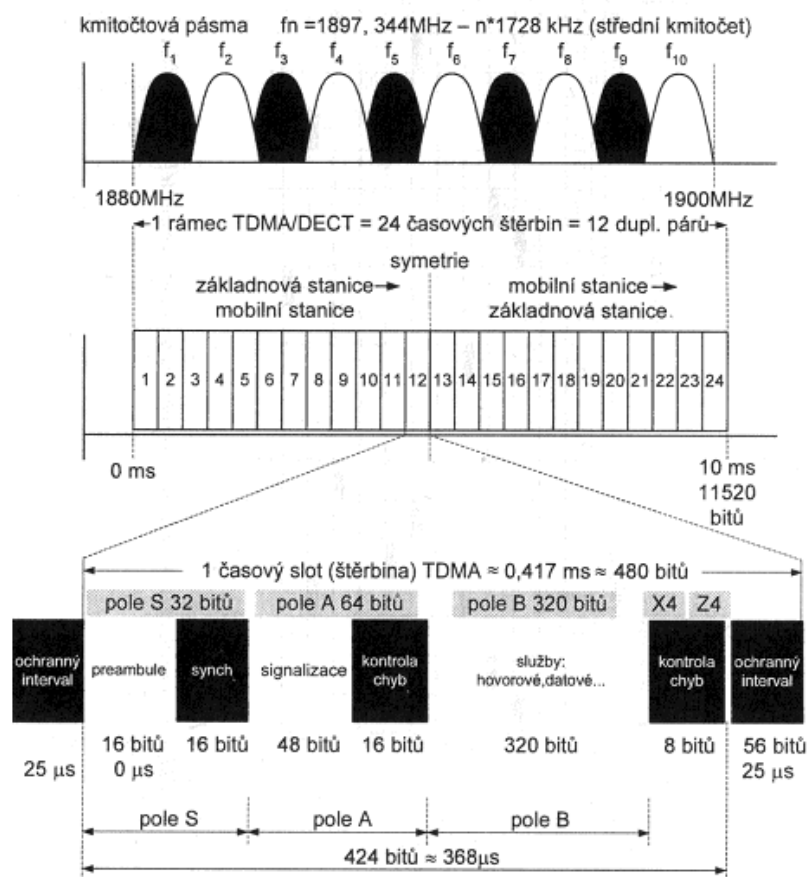 kmitočtová pásma fn =1897, 344MHz – n*1728 kHz (střední kmitočet)
f1 f2 f3 f4 f5 f6 f7 f8 f9 f10
1880MHz 1900MHz
1 rámec TDMA/DECT = 24 časových štěrbin = 12 dupl. párů
symetrie
základnová stanice mobilní stanice
mobilní stanice základnová stanice
1 2 3 4 5 6 7 8 9 10 11 12 13 14 15 16 17 18 19 20 21 22 23 24
0 ms 10 ms
11520
bitů
1 časový slot (štěrbina) TDMA ≈ 0,417 ms ≈ 480 bitů
pole S 32 bitů pole A 64 bitů pole B 320 bitů X4 Z4
ochranný interval preambule synch signalizace kontrola chyb služby: hovorové,datové... kontrola chyb ochranný interval
16 bitů 16 bitů 48 bitů 16 bitů 320 bitů 8 bitů 56 bitů
25 µs 0 µs 25 µs
pole S pole A pole B
424 bitů ≈ 368µs